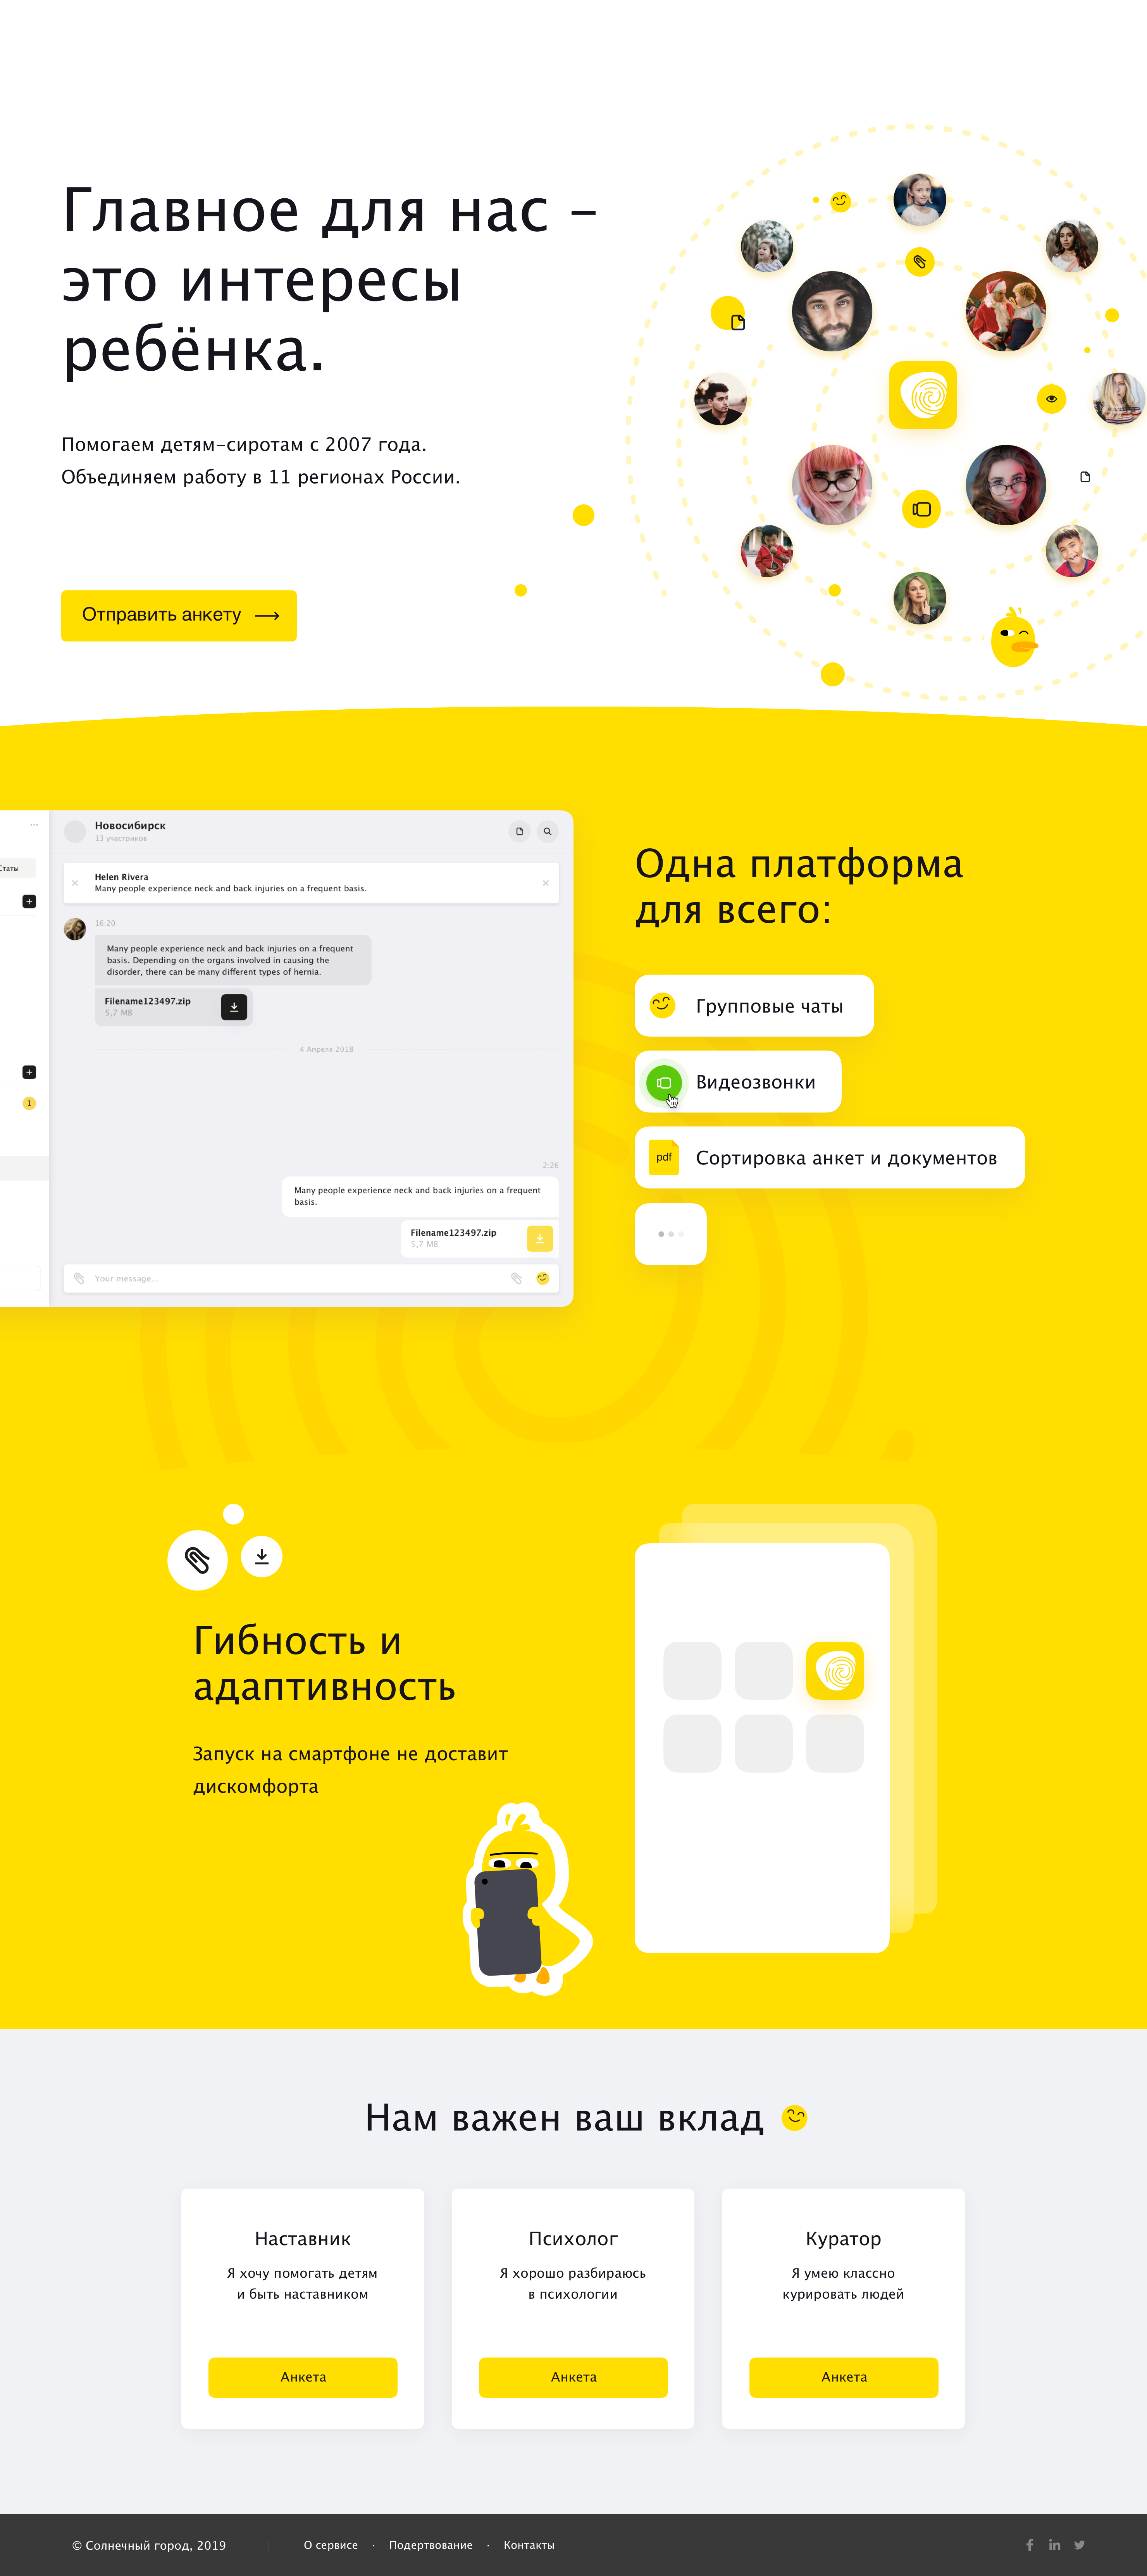 Главное для нас –
это интересы
ребёнка.
Помогаем детям-сиротам с 2007 года.
Объединяем работу в 11 регионах России.
Отправить анкету
Новосибирск
13 участриков
Статы
Helen Rivera
Many people experience neck and back injuries on a frequent basis.
16:20
Many people experience neck and back injuries on a frequent
basis. Depending on the organs involved in causing the
disorder, there can be many different types of hernia.
Filename123497.zip
5,7 MB
4 Апреля 2018
1
2:26
Many people experience neck and back injuries on a frequent
basis.
Filename123497.zip
5,7 MB
Your message...
Одна платформа
для всего:
Групповые чаты
Видеозвонки
pdf
Сортировка анкет и документов
Гибность и
адаптивность
Запуск на смартфоне не доставит
дискомфорта
Нам важен ваш вклад
Наставник
Я хочу помогать детям
и быть наставником
Анкета
Психолог
Я хорошо разбираюсь
в психологии
Анкета
Куратор
Я умею классно
курировать людей
Анкета
© Солнечный город, 2019 | О сервисе · Подертвование · Контакты